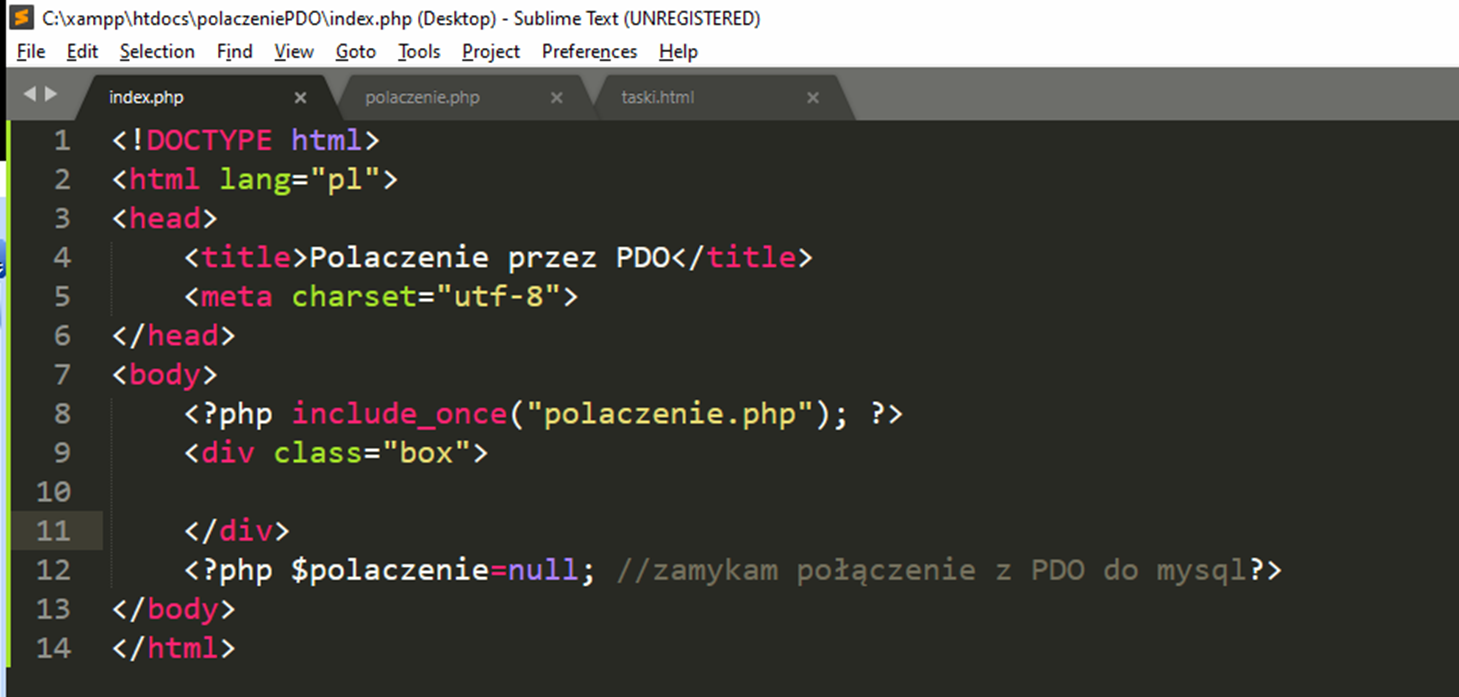 C:\xampp\htdocs\polaczeniePDO\index.php (Desktop) - Sublime Text (UNREGISTERED)
File Edit Selection Find View Goto Tools Project Preferences Help
index.php × polaczenie.php × taski.html ×
1 <!DOCTYPE html>
2 <html lang="pl">
3 <head>
4     <title>Polaczenie przez PDO</title>
5     <meta charset="utf-8">
6 </head>
7 <body>
8     <?php include_once("polaczenie.php"); ?>
9     <div class="box">
10
11     </div>
12     <?php $polaczenie=null; //zamykam połączenie z PDO do mysql?>
13 </body>
14 </html>